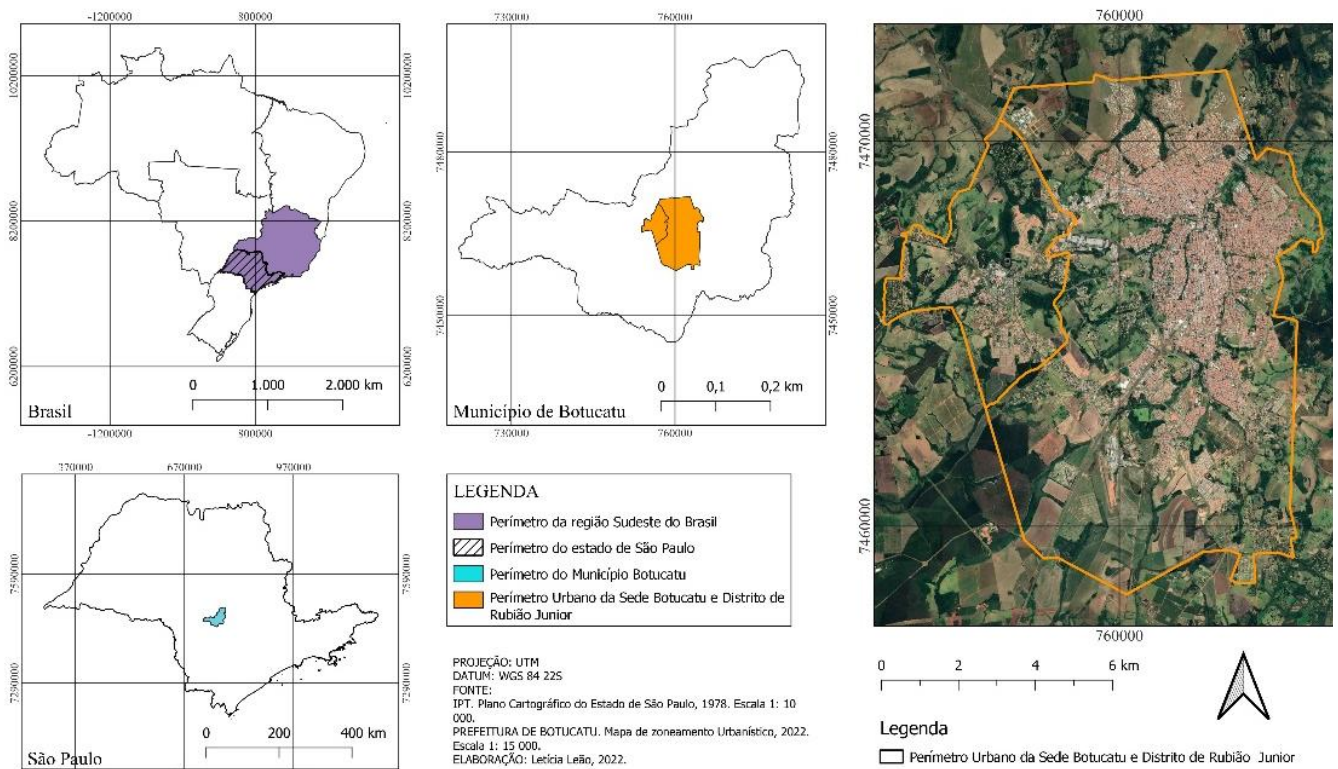 -1200000
800000
10200000
10200000
8200000
8200000
6200000
6200000
0
1.000
2.000 km
Brasil
-1200000
800000
730000
760000
7480000
7480000
7450000
7450000
0
0,1
0,2 km
Município de Botucatu
730000
760000
370000
670000
970000
7590000
7590000
7290000
7290000
0
200
400 km
São Paulo
LEGENDA
Perímetro da região Sudeste do Brasil
Perímetro do estado de São Paulo
Perímetro do Município Botucatu
Perímetro Urbano da Sede Botucatu e Distrito de
Rubião Junior
PROJEÇÃO: UTM
DATUM: WGS 84 22S
FONTE:
IPT. Plano Cartográfico do Estado de São Paulo, 1978. Escala 1: 10
000.
PREFEITURA DE BOTUCATU. Mapa de zoneamento Urbanístico, 2022.
Escala 1: 15 000.
ELABORAÇÃO: Letícia Leão, 2022.
760000
7470000
7470000
7460000
7460000
760000
0
2
4
6 km
Legenda
Perímetro Urbano da Sede Botucatu e Distrito de Rubião Junior